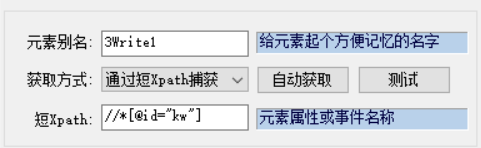 元素别名: 3Write1 给元素起个方便记忆的名字
获取方式: 通过短Xpath捕获 自动获取 测试
短Xpath: //*[@id="kw"] 元素属性或事件名称